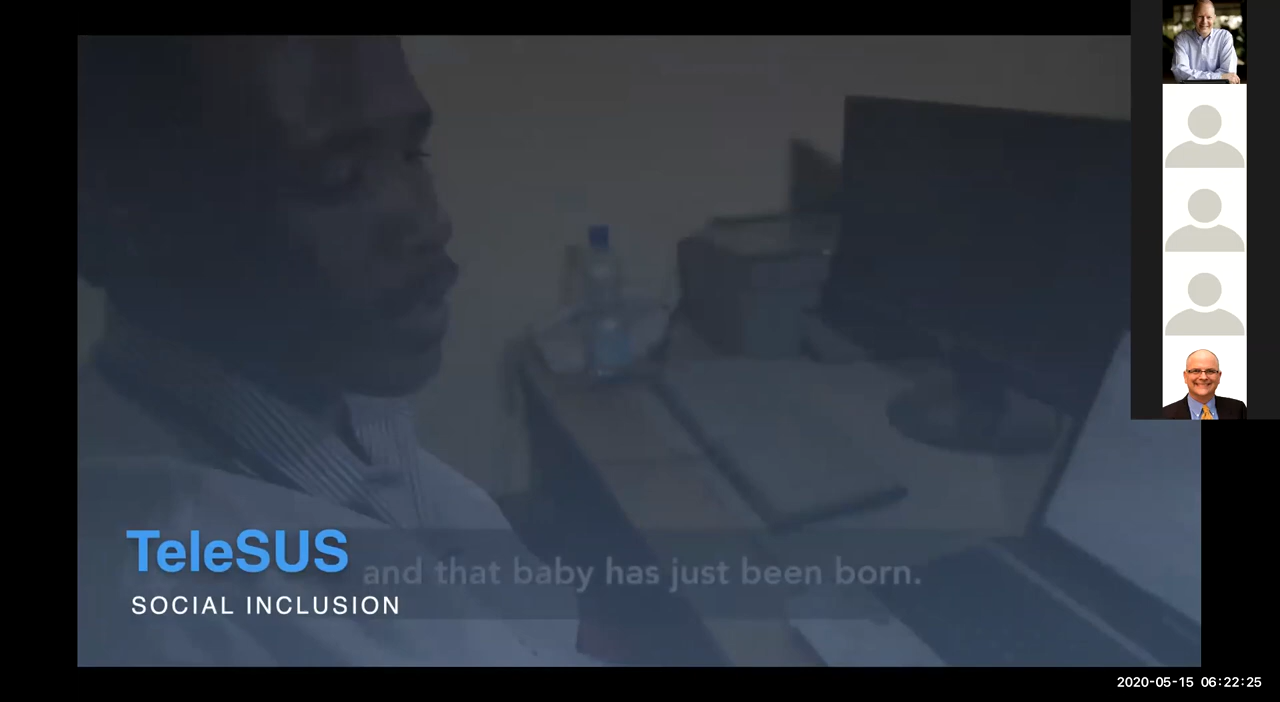 TeleSUS
and that baby has just been born.
SOCIAL INCLUSION
2020-05-15 06:22:25